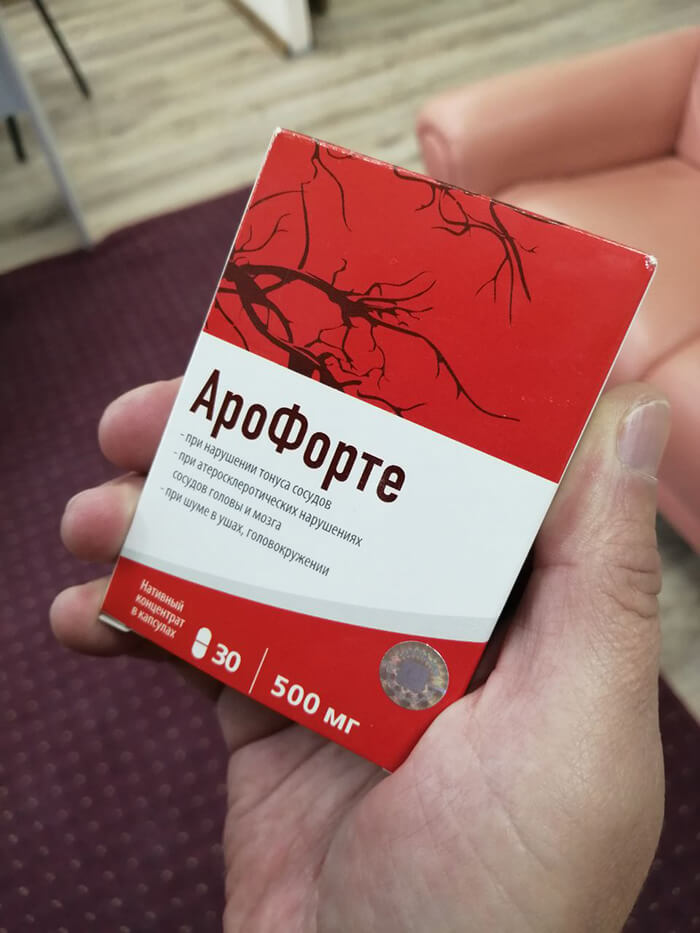 АроФорте
- при нарушении тонуса сосудов
- при атеросклеротических нарушениях
сосудов головы и мозга
- при шуме в ушах, головокружении
Нативный
концентрат
в капсулах
30
500 мг